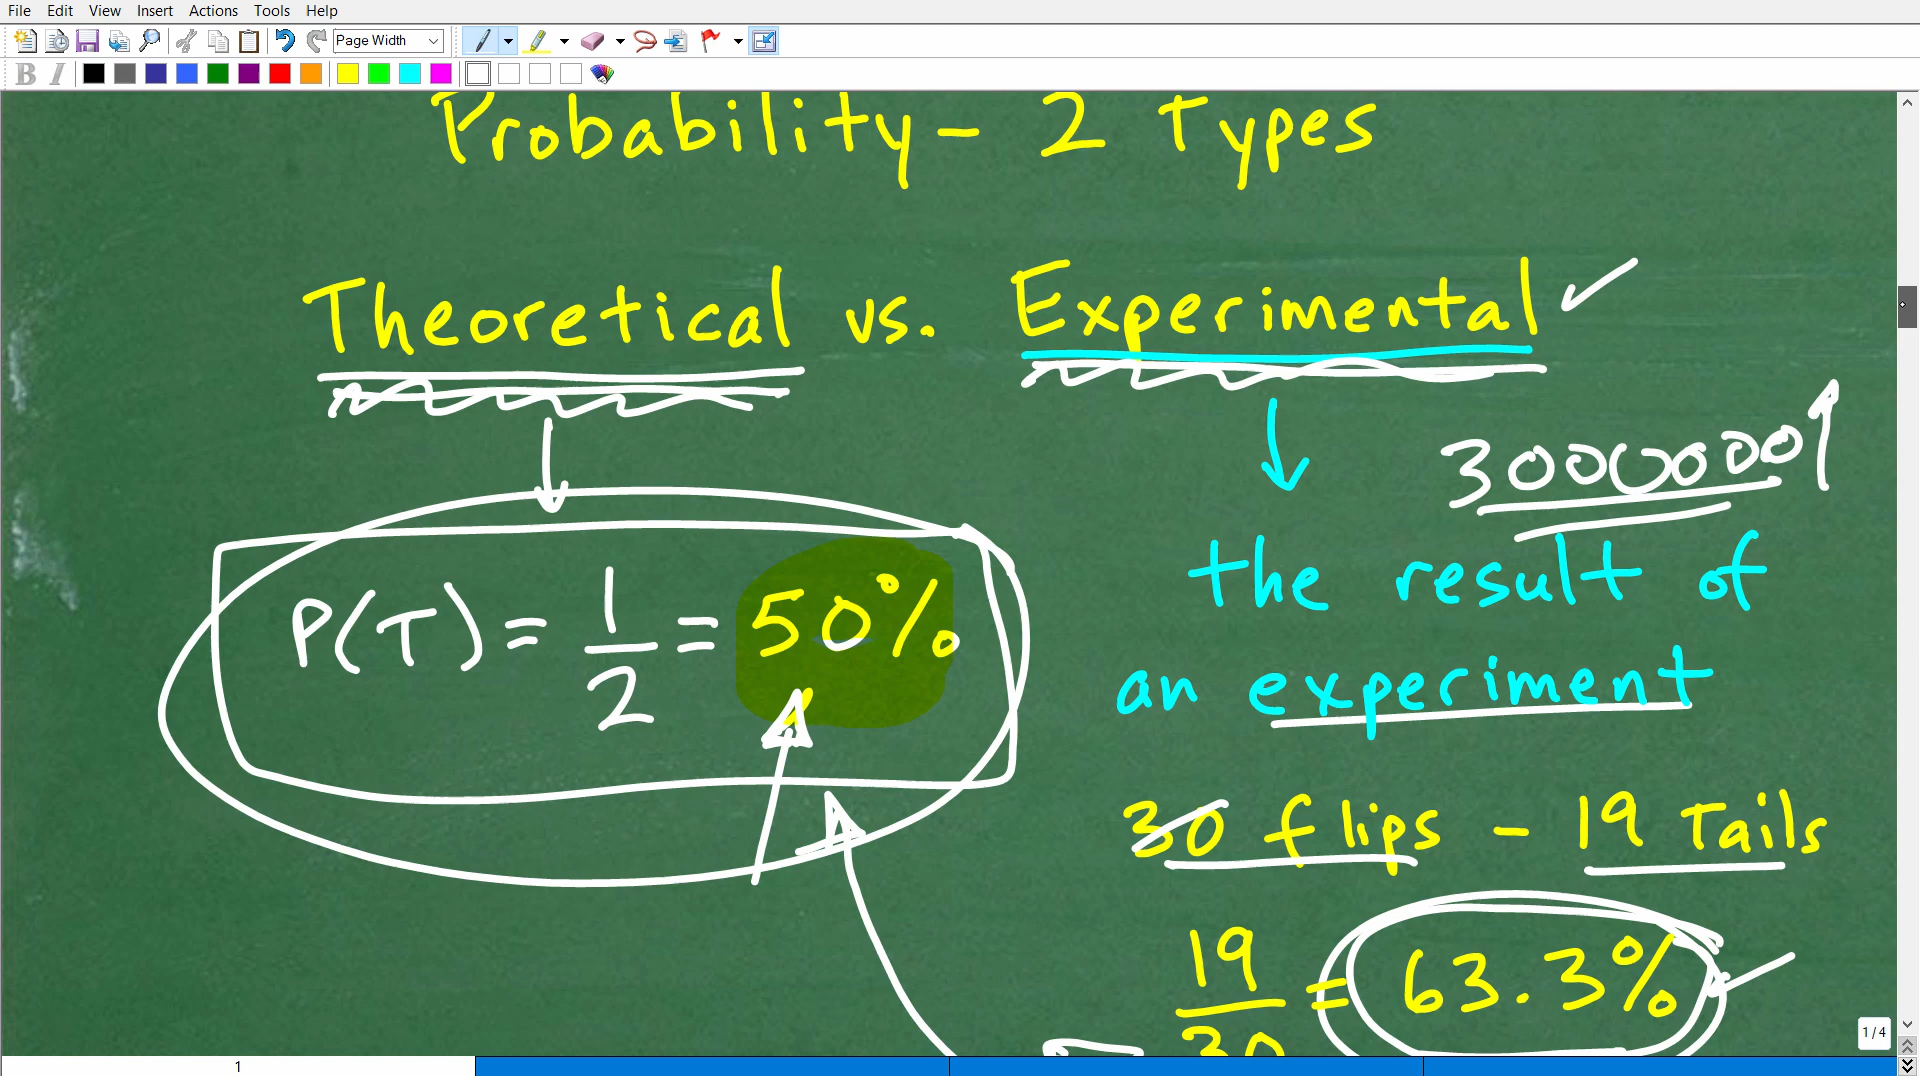 File Edit View Insert Actions Tools Help
Page Width
B I
Probability - 2 Types
Theoretical vs. Experimental
3000000
the result of
an experiment
P(T) = 1/2 = 50%
30 flips - 19 Tails
19/30 = 63.3%
1 / 4
1